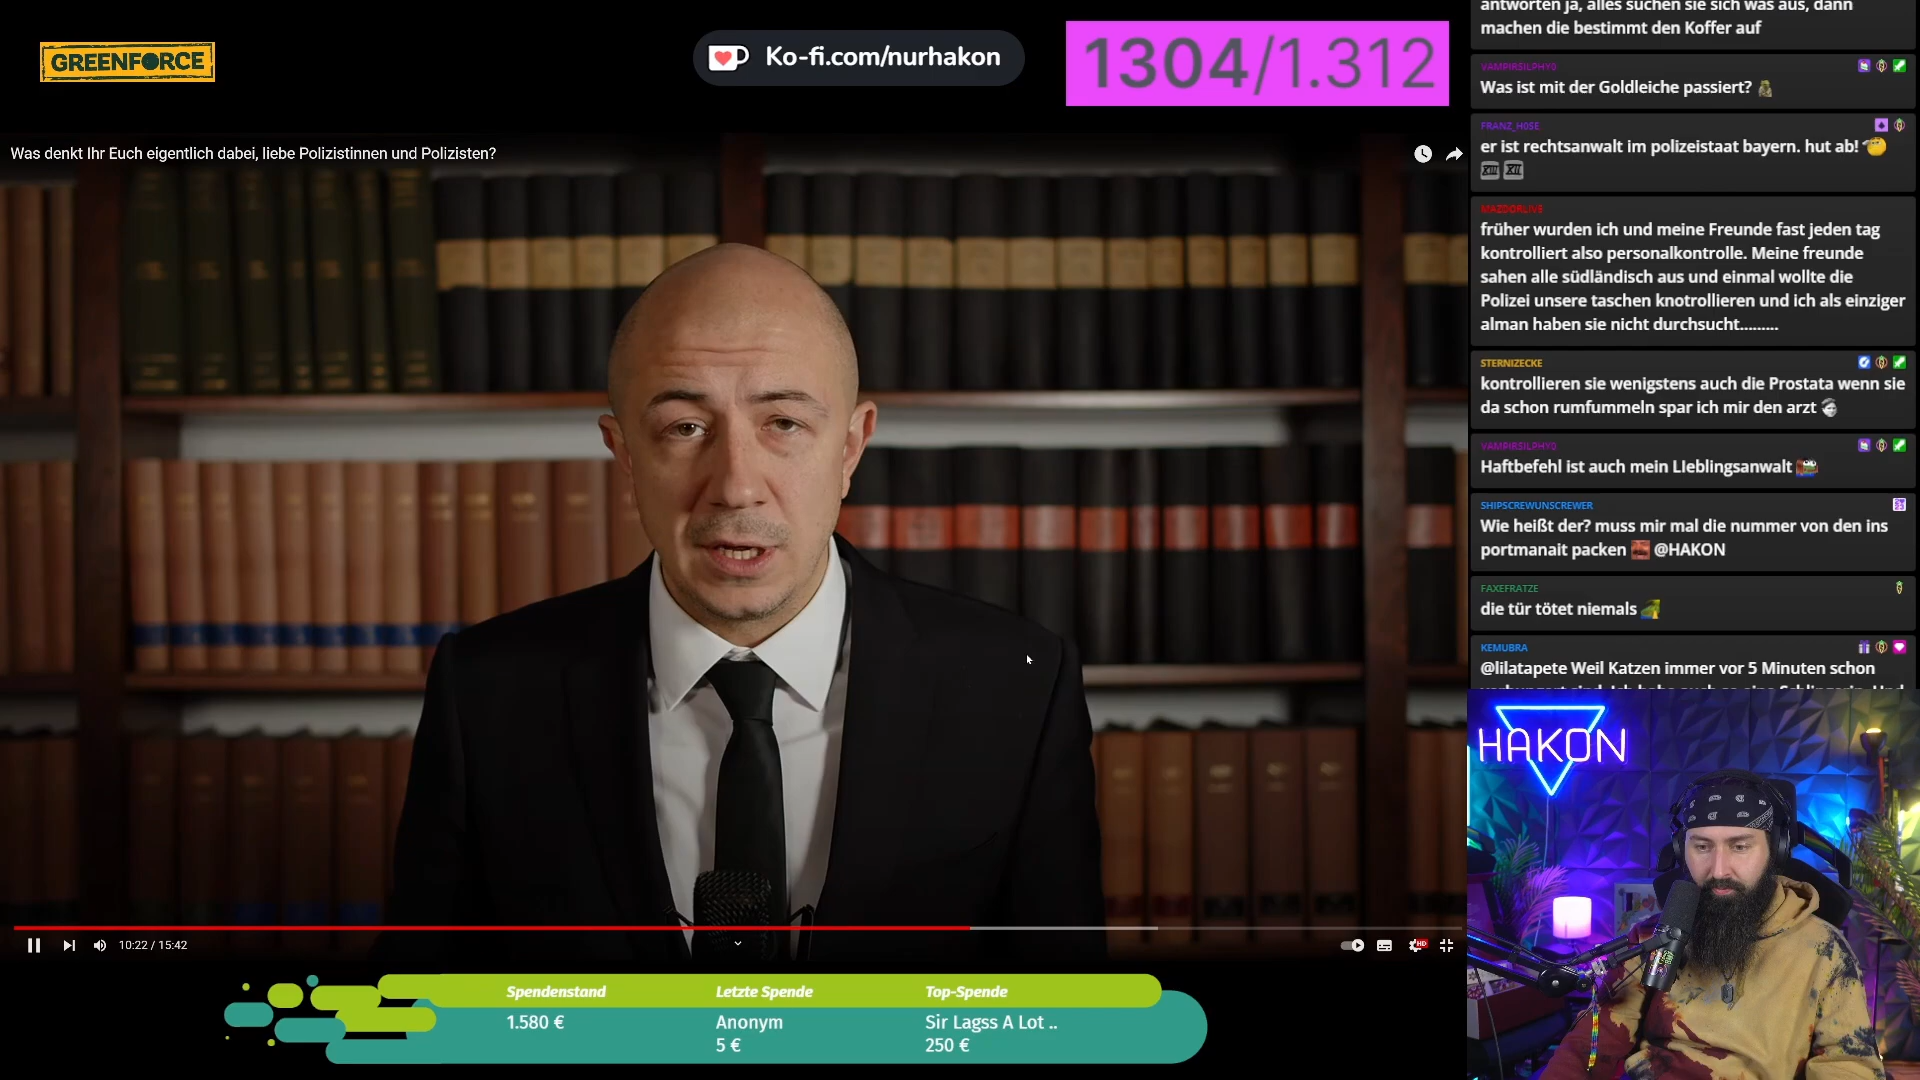 GREENFORCE
Ko-fi.com/nurhakon
1304/1.312
Was denkt Ihr Euch eigentlich dabei, liebe Polizistinnen und Polizisten?
10:22 / 15:42
HD
Spendenstand
1.580 €
Letzte Spende
Anonym
5 €
Top-Spende
Sir Lagss A Lot ..
250 €
antworten ja, alles suchen sie sich was aus, dann
machen die bestimmt den Koffer auf
VAMPIRSILPHY0
Was ist mit der Goldleiche passiert?
FRANZ_H0SE
er ist rechtsanwalt im polizeistaat bayern. hut ab!
XIII XII
MAZDORLIVE
früher wurden ich und meine Freunde fast jeden tag
kontrolliert also personalkontrolle. Meine freunde
sahen alle südländisch aus und einmal wollte die
Polizei unsere taschen knotrollieren und ich als einziger
alman haben sie nicht durchsucht.........
STERNIZECKE
kontrollieren sie wenigstens auch die Prostata wenn sie
da schon rumfummeln spar ich mir den arzt
VAMPIRSILPHY0
Haftbefehl ist auch mein LIeblingsanwalt
SHIPSCREWUNSCREWER
Wie heißt der? muss mir mal die nummer von den ins
portmanait packen @HAKON
FAXEFRATZE
die tür tötet niemals
KEMUBRA
@lilatapete Weil Katzen immer vor 5 Minuten schon
HAKON